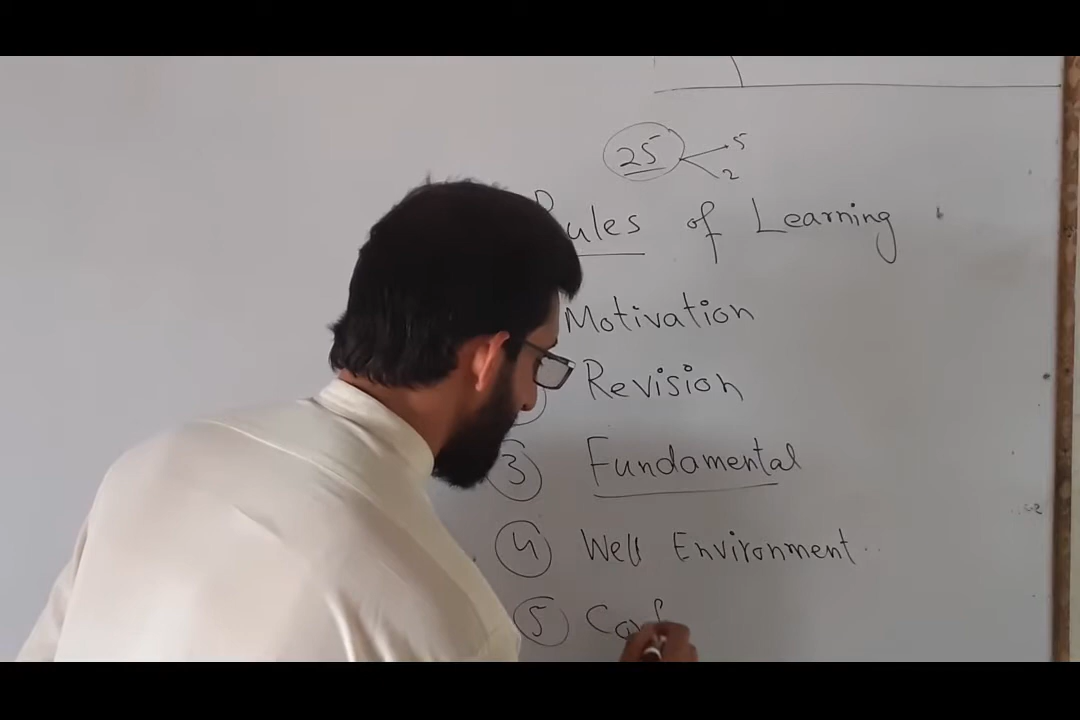 25 5
2
Rules of Learning
Motivation
Revision
3 Fundamental
4 Well Environment
5